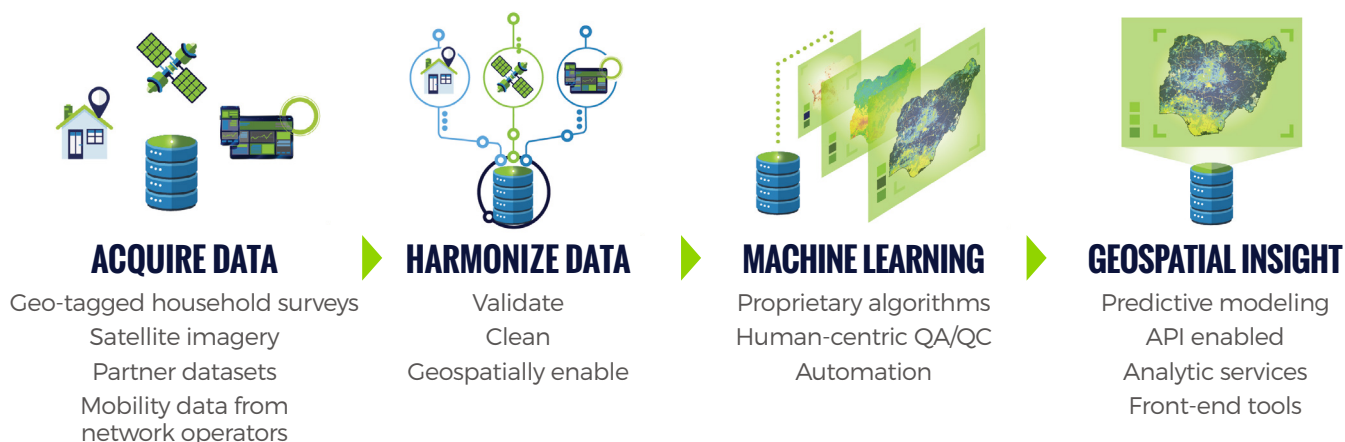 ACQUIRE DATA
Geo-tagged household surveys
Satellite imagery
Partner datasets
Mobility data from
network operators
HARMONIZE DATA
Validate
Clean
Geospatially enable
MACHINE LEARNING
Proprietary algorithms
Human-centric QA/QC
Automation
GEOSPATIAL INSIGHT
Predictive modeling
API enabled
Analytic services
Front-end tools